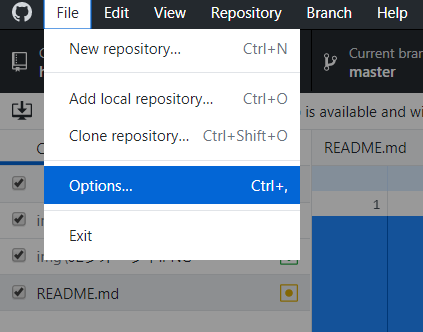 File Edit View Repository Branch Help
New repository... Ctrl+N
Current bran
master
Add local repository... Ctrl+O
is available and wi
Clone repository... Ctrl+Shift+O
README.md
Options... Ctrl+,
1
Exit
README.md